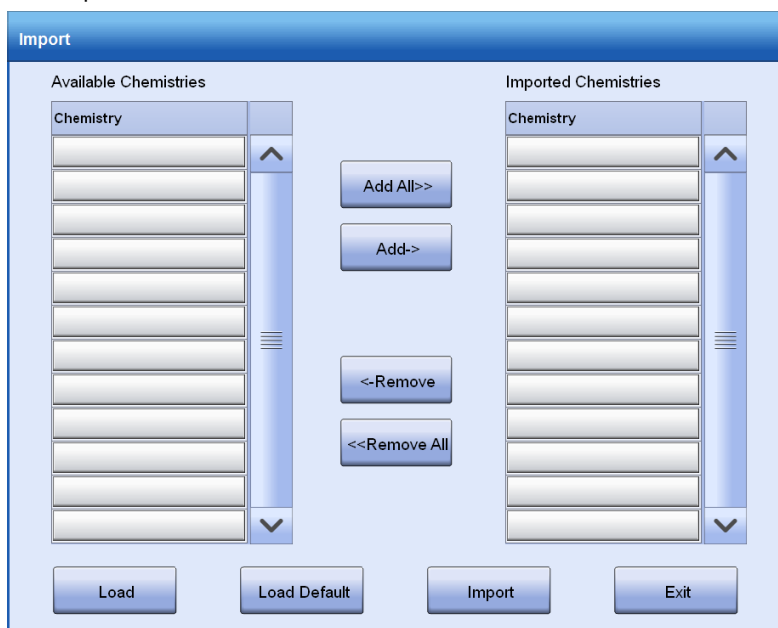 Import
Available Chemistries
Imported Chemistries
Chemistry
Chemistry
Add All>>
Add->
<-Remove
<<Remove All
Load
Load Default
Import
Exit